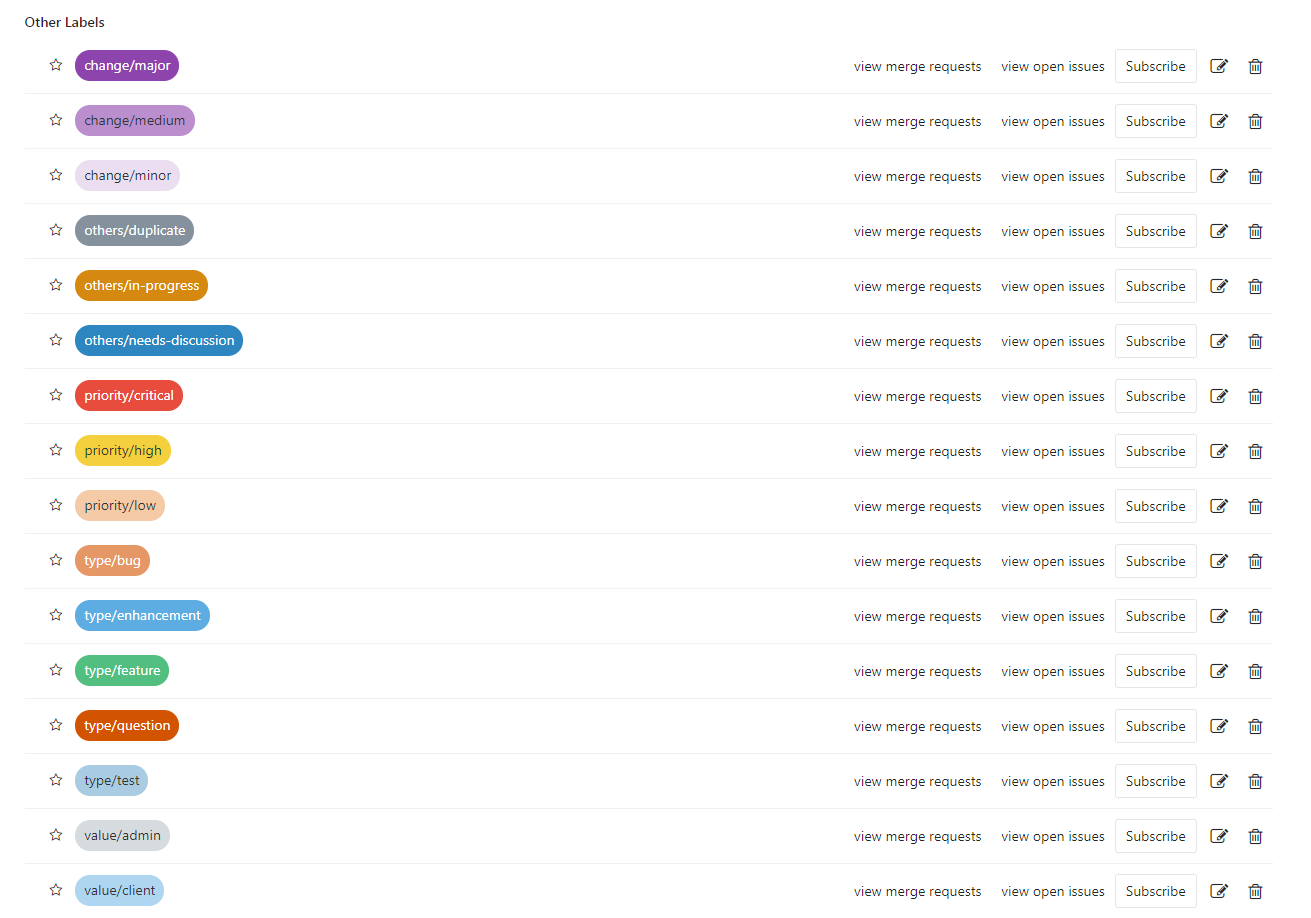 Other Labels
change/major view merge requests view open issues Subscribe
change/medium view merge requests view open issues Subscribe
change/minor view merge requests view open issues Subscribe
others/duplicate view merge requests view open issues Subscribe
others/in-progress view merge requests view open issues Subscribe
others/needs-discussion view merge requests view open issues Subscribe
priority/critical view merge requests view open issues Subscribe
priority/high view merge requests view open issues Subscribe
priority/low view merge requests view open issues Subscribe
type/bug view merge requests view open issues Subscribe
type/enhancement view merge requests view open issues Subscribe
type/feature view merge requests view open issues Subscribe
type/question view merge requests view open issues Subscribe
type/test view merge requests view open issues Subscribe
value/admin view merge requests view open issues Subscribe
value/client view merge requests view open issues Subscribe